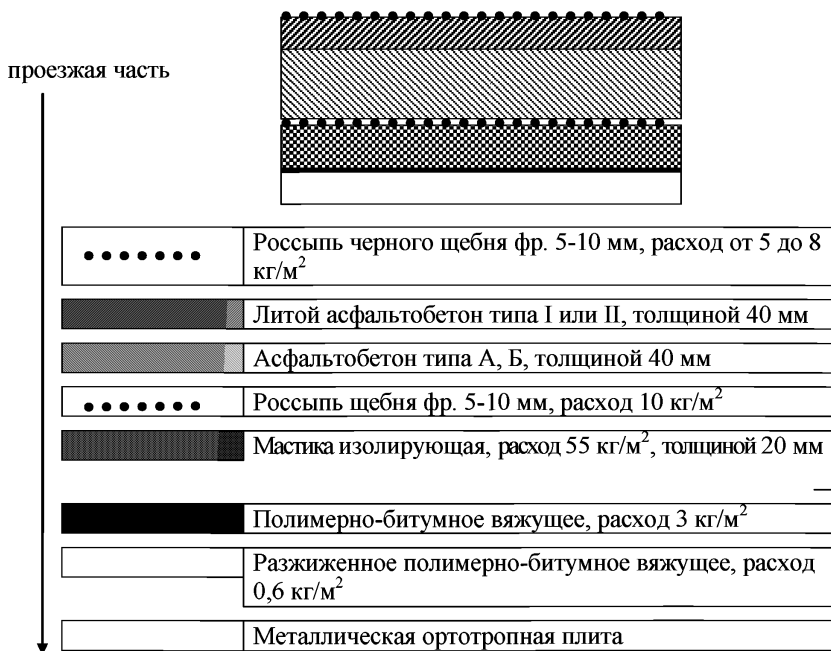 проезжая часть
Россыпь черного щебня фр. 5-10 мм, расход от 5 до 8
кг/м²
Литой асфальтобетон типа I или II, толщиной 40 мм
Асфальтобетон типа А, Б, толщиной 40 мм
Россыпь щебня фр. 5-10 мм, расход 10 кг/м²
Мастика изолирующая, расход 55 кг/м², толщиной 20 мм
Полимерно-битумное вяжущее, расход 3 кг/м²
Разжиженное полимерно-битумное вяжущее, расход
0,6 кг/м²
Металлическая ортотропная плита